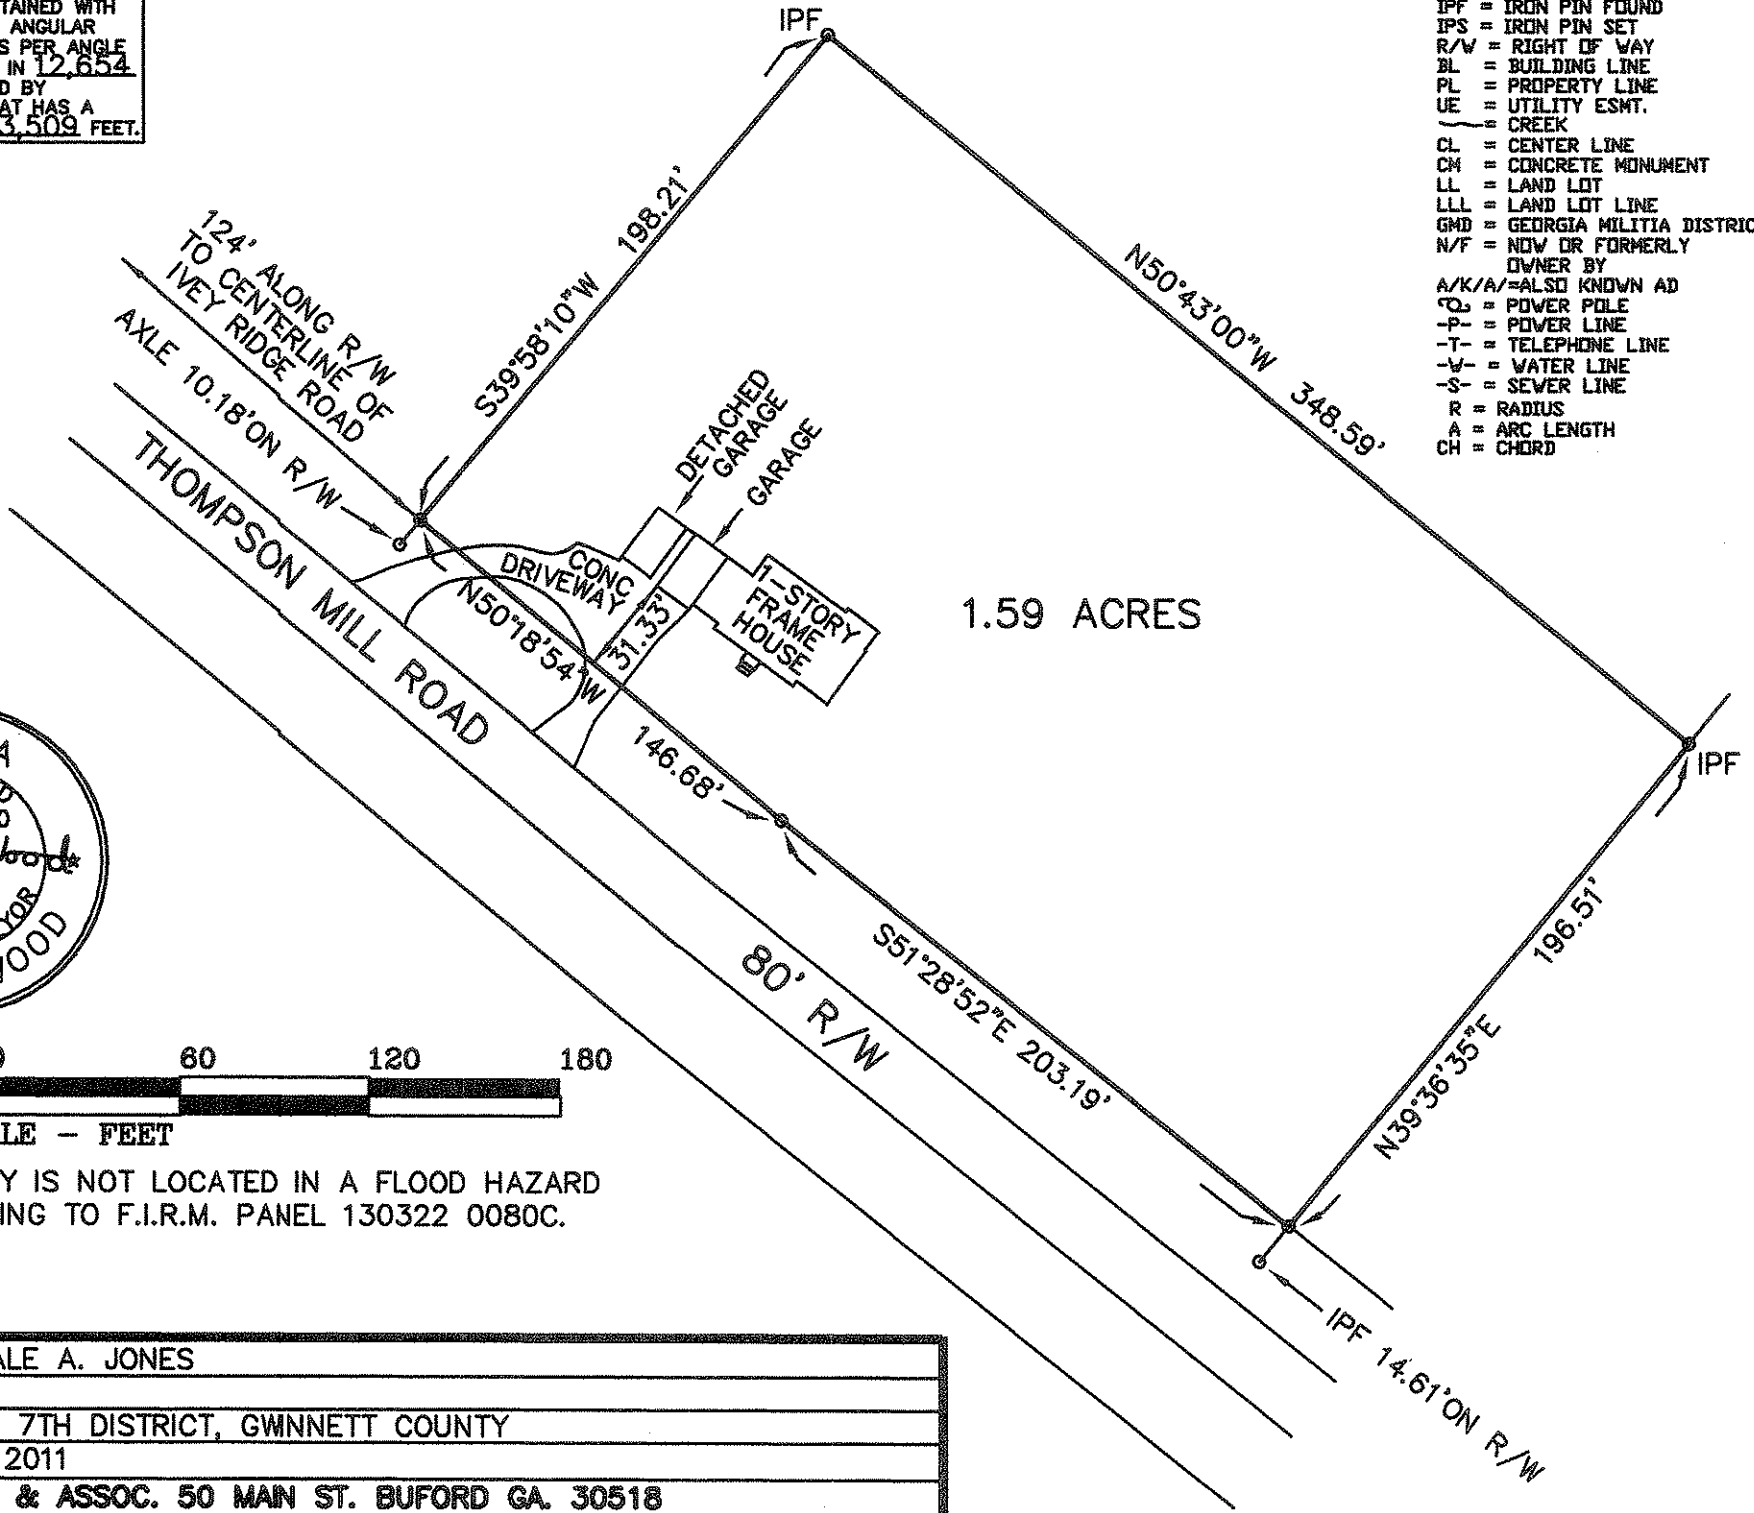 TAINED WITH
ANGULAR
S PER ANGLE
IN 12,654
D BY
AT HAS A
3,509 FEET.
IPF = IRON PIN FOUND
IPS = IRON PIN SET
R/W = RIGHT OF WAY
BL = BUILDING LINE
PL = PROPERTY LINE
UE = UTILITY ESMT.
= CREEK
CL = CENTER LINE
CM = CONCRETE MONUMENT
LL = LAND LOT
LLL = LAND LOT LINE
GMD = GEORGIA MILITIA DISTRIC
N/F = NOW OR FORMERLY
OWNER BY
A/K/A/=ALSO KNOWN AD
= POWER POLE
-P- = POWER LINE
-T- = TELEPHONE LINE
-W- = WATER LINE
-S- = SEWER LINE
R = RADIUS
A = ARC LENGTH
CH = CHORD
IPF
S39°58'10"W 198.21'
N50°43'00"W 348.59'
124' ALONG R/W
TO CENTERLINE OF
IVEY RIDGE ROAD
AXLE 10.18'ON R/W
THOMPSON MILL ROAD
DETACHED
GARAGE
GARAGE
CONC
DRIVEWAY
1-STORY
FRAME
HOUSE
31.33'
1.59 ACRES
N50°18'54"W 146.68'
IPF
S51°28'52"E 203.19'
N39°36'35"E 196.51'
80' R/W
IPF 14.61'ON R/W
A
YOR
WOOD
60 120 180
LE - FEET
Y IS NOT LOCATED IN A FLOOD HAZARD
ING TO F.I.R.M. PANEL 130322 0080C.
ALE A. JONES
7TH DISTRICT, GWINNETT COUNTY
2011
& ASSOC. 50 MAIN ST. BUFORD GA. 30518